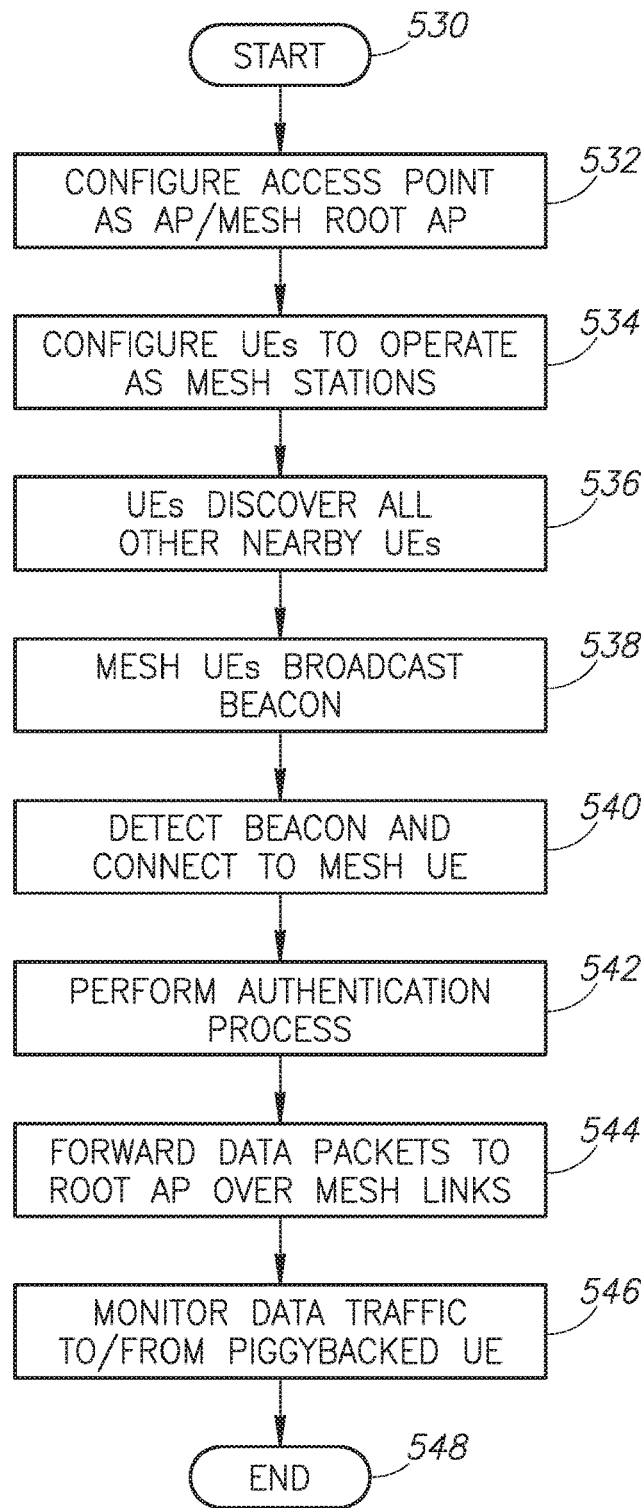 530
START
532
CONFIGURE ACCESS POINT
AS AP/MESH ROOT AP
534
CONFIGURE UEs TO OPERATE
AS MESH STATIONS
536
UEs DISCOVER ALL
OTHER NEARBY UEs
538
MESH UEs BROADCAST
BEACON
540
DETECT BEACON AND
CONNECT TO MESH UE
542
PERFORM AUTHENTICATION
PROCESS
544
FORWARD DATA PACKETS TO
ROOT AP OVER MESH LINKS
546
MONITOR DATA TRAFFIC
TO/FROM PIGGYBACKED UE
548
END